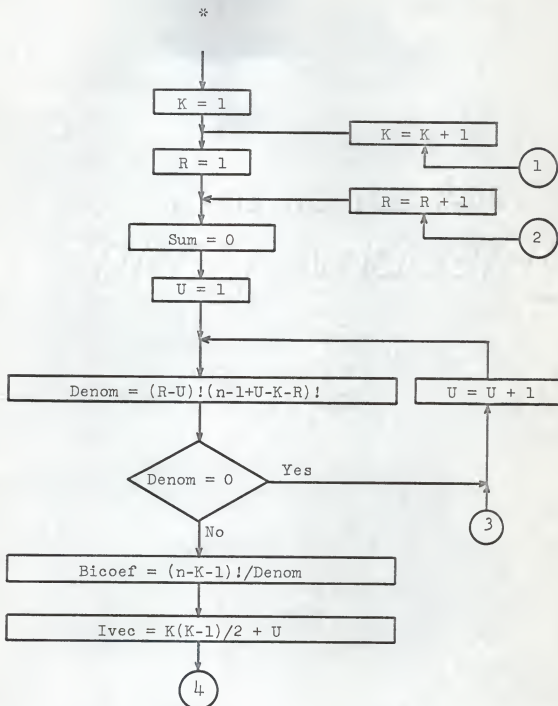 *
K = 1
K = K + 1
1
R = 1
R = R + 1
2
Sum = 0
U = 1
Denom = (R-U)!(n-1+U-K-R)!
U = U + 1
Denom = 0
Yes
3
No
Bicoef = (n-K-1)!/Denom
Ivec = K(K-1)/2 + U
4